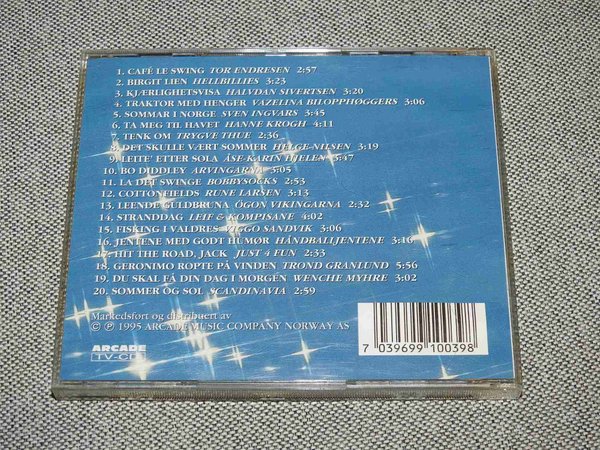 1. CAFÉ LE SWING TOR ENDRESEN 2:57
2. BIRGIT LIEN HELLBILLIES 3:23
3. KJÆRLIGHETSVISA HALVDAN SIVERTSEN 3:20
4. TRAKTOR MED HENGER VAZELINA BILOPPHØGGERS 3:06
5. SOMMAR I NORGE SVEN INGVARS 3:45
6. TA MEG TIL HAVET HANNE KROGH 4:11
7. TENK OM TRYGVE THUE 2:36
8. DET SKULLE VÆRT SOMMER HELGE NILSEN 3:19
9. LEITE' ETTER SOLA ÅSE KARIN HJELEN 3:47
10. BO DIDDLEY ARVINGARNA 3:05
11. LA DET SWINGE BOBBYSOCKS 2:53
12. COTTONFIELDS RUNE LARSEN 3:13
13. LEENDE GULDBRUNA ÖGON VIKINGARNA 2:32
14. STRANDDAG LEIF & KOMPISANE 4:02
15. FISKING I VALDRES VIGGO SANDVIK 3:06
16. JENTENE MED GODT HUMØR HÅNDBALLJENTENE 3:16
17. HIT THE ROAD, JACK JUST 4 FUN 2:33
18. GERONIMO ROPTE PÅ VINDEN TROND GRANLUND 5:56
19. DU SKAL FÅ DIN DAG I MORGEN WENCHE MYHRE 3:02
20. SOMMER OG SOL SCANDINAVIA 2:59
Markedsført og distribuert av
© ℗ 1995 ARCADE MUSIC COMPANY NORWAY AS
ARCADE
TV-CD
7 039699 100398